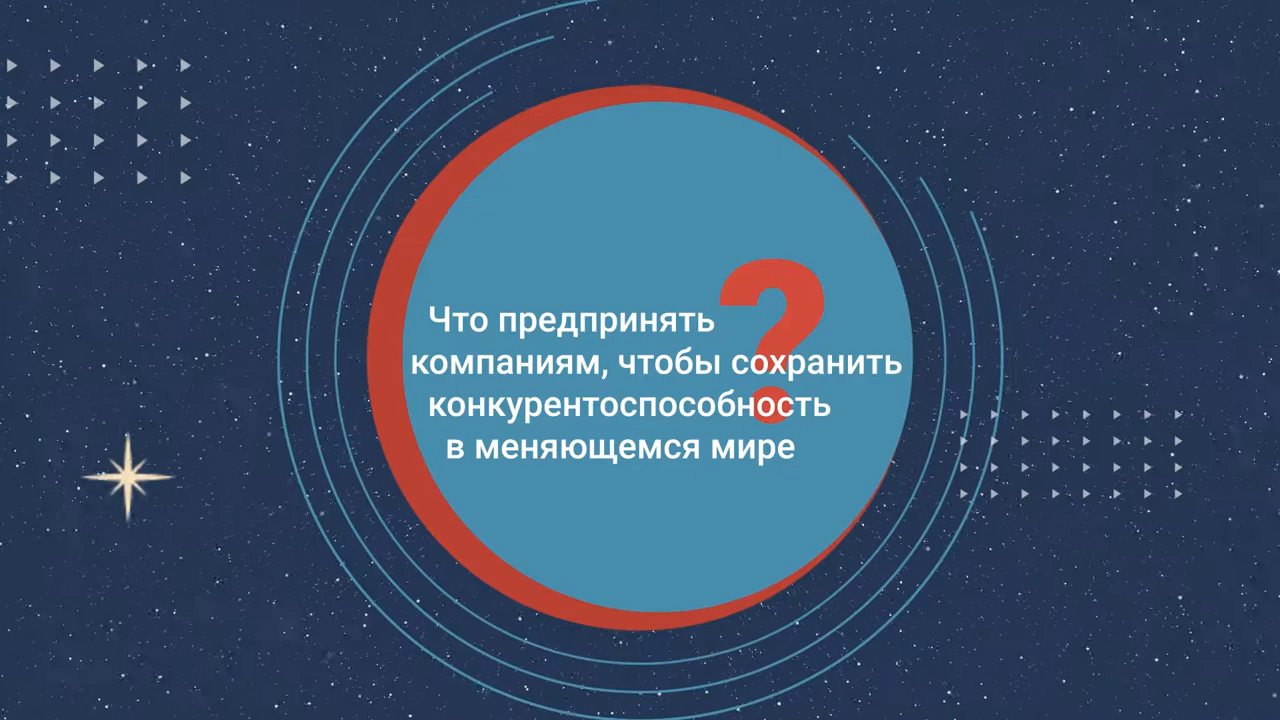 Что предпринять
компаниям, чтобы сохранить
конкурентоспособность
в меняющемся мире
?